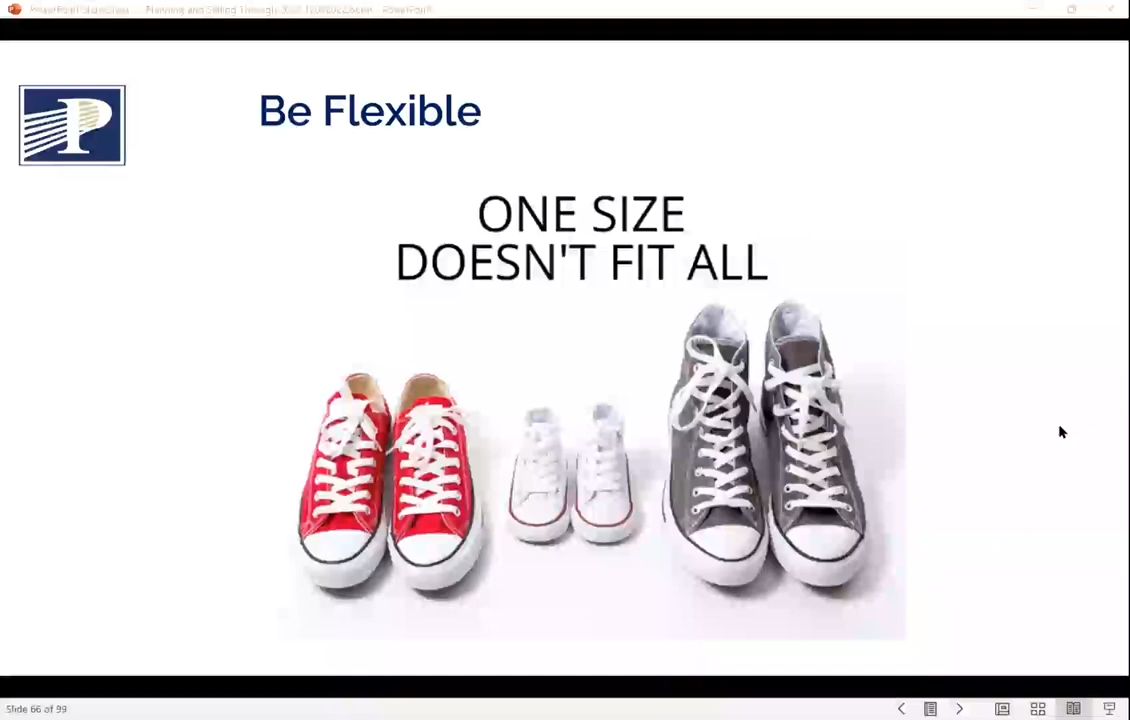 Be Flexible
P
ONE SIZE
DOESN'T FIT ALL
Slide 66 of 99